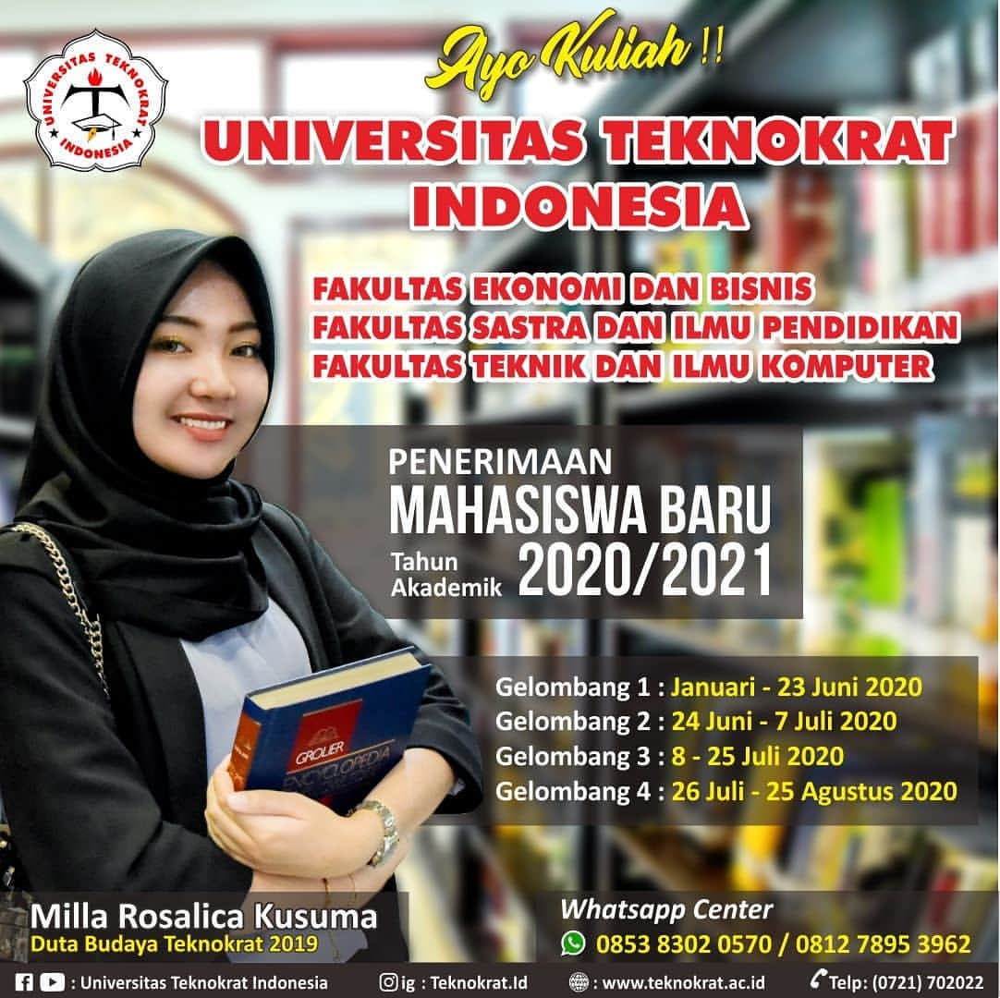 UNIVERSITAS TEKNOKRAT
INDONESIA
Ayo Kuliah !!
UNIVERSITAS TEKNOKRAT
INDONESIA
FAKULTAS EKONOMI DAN BISNIS
FAKULTAS SASTRA DAN ILMU PENDIDIKAN
FAKULTAS TEKNIK DAN ILMU KOMPUTER
PENERIMAAN
MAHASISWA BARU
Tahun Akademik 2020/2021
Gelombang 1 : Januari - 23 Juni 2020
Gelombang 2 : 24 Juni - 7 Juli 2020
Gelombang 3 : 8 - 25 Juli 2020
Gelombang 4 : 26 Juli - 25 Agustus 2020
GROLIER
ENCYCLOPEDIA
Milla Rosalica Kusuma
Duta Budaya Teknokrat 2019
Whatsapp Center
0853 8302 0570 / 0812 7895 3962
: Universitas Teknokrat Indonesia
ig : Teknokrat.Id
: www.teknokrat.ac.id
Telp: (0721) 702022